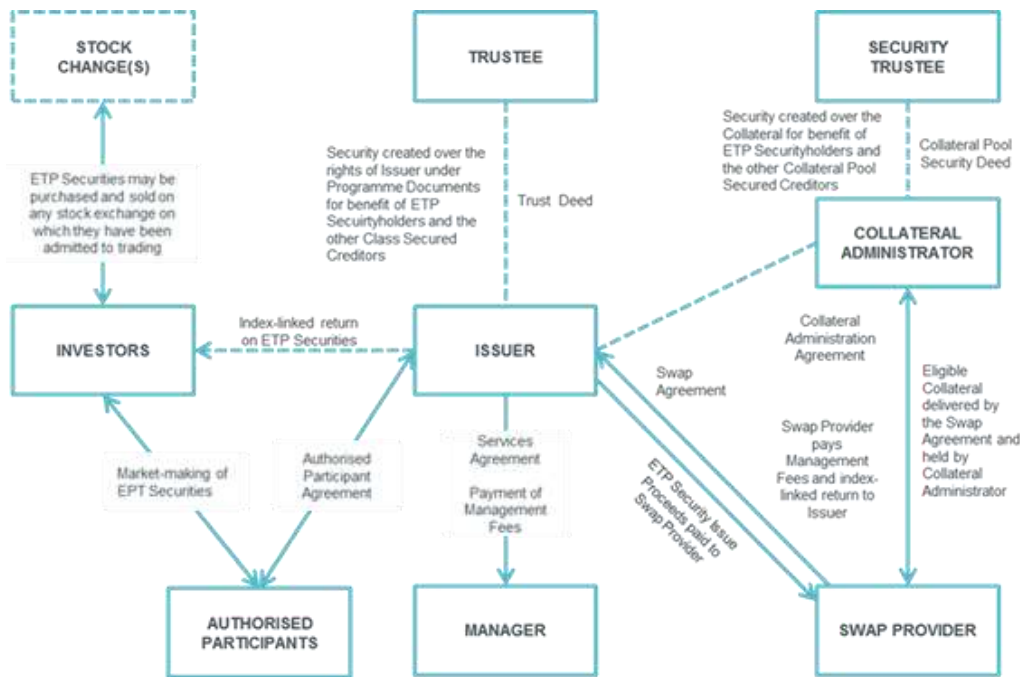 STOCK
CHANGE(S)
TRUSTEE
SECURITY
TRUSTEE
ETP Securities may be
purchased and sold on
any stock exchange on
which they have been
admitted to trading
Security created over the
rights of Issuer under
Programme Documents
for benefit of ETP
Secuirtyholders and the
other Class Secured
Creditors
Trust Deed
Security created over the
Collateral for benefit of
ETP Securityholders and
the other Collateral Pool
Secured Creditors
Collateral Pool
Security Deed
COLLATERAL
ADMINISTRATOR
INVESTORS
Index-linked return
on ETP Securities
ISSUER
Collateral
Administration
Agreement
Swap
Agreement
Eligible
Collateral
delivered by
the Swap
Agreement and
held by
Collateral
Administrator
Market-making of
EPT Securities
Authorised
Participant
Agreement
Services
Agreement
Payment of
Management
Fees
ETP Security Issue
Proceeds paid to
Swap Provider
Swap Provider
pays
Management
Fees and index-
linked return to
Issuer
AUTHORISED
PARTICIPANTS
MANAGER
SWAP PROVIDER